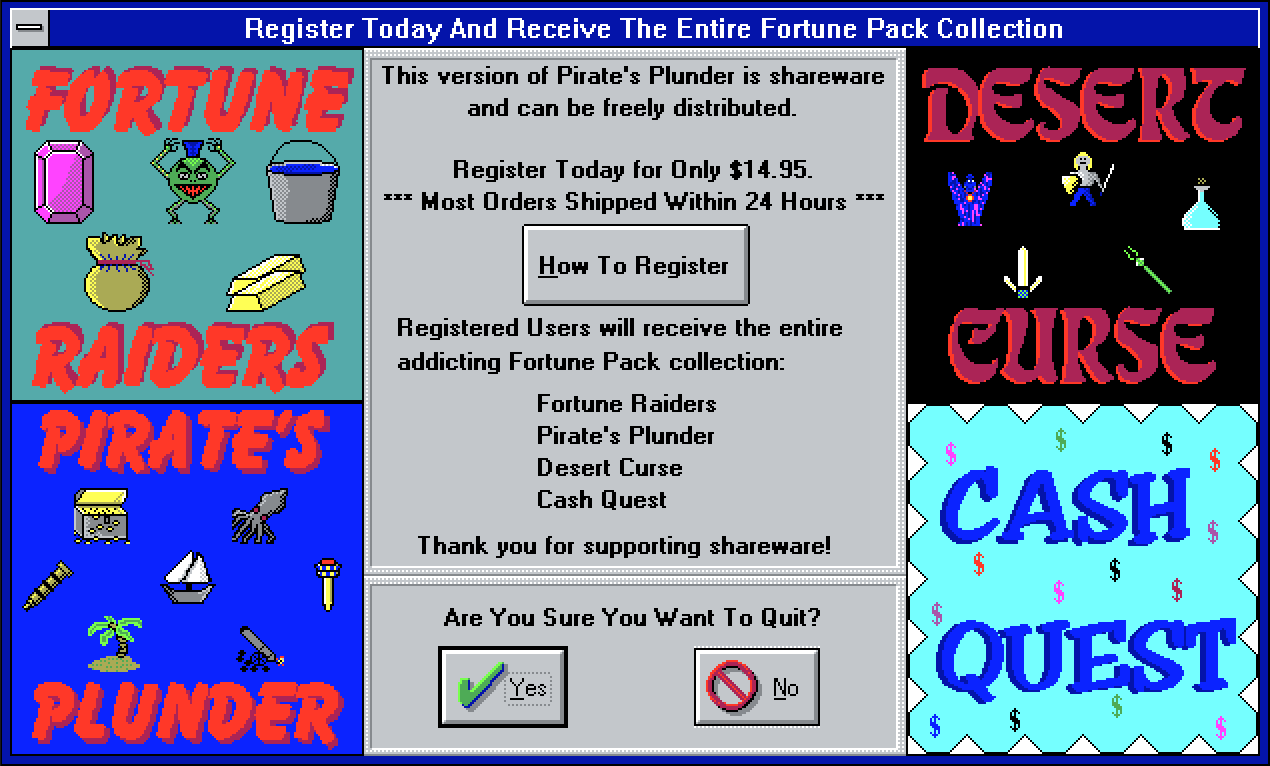 Register Today And Receive The Entire Fortune Pack Collection
FORTUNE
RAIDERS
PIRATE'S
PLUNDER
This version of Pirate's Plunder is shareware
and can be freely distributed.
Register Today for Only $14.95.
*** Most Orders Shipped Within 24 Hours ***
How To Register
Registered Users will receive the entire
addicting Fortune Pack collection:
Fortune Raiders
Pirate's Plunder
Desert Curse
Cash Quest
Thank you for supporting shareware!
Are You Sure You Want To Quit?
Yes
No
DESERT
CURSE
$ $ $ $
CASH
$ $ $ $ $ $
$
QUEST
$ $ $ $